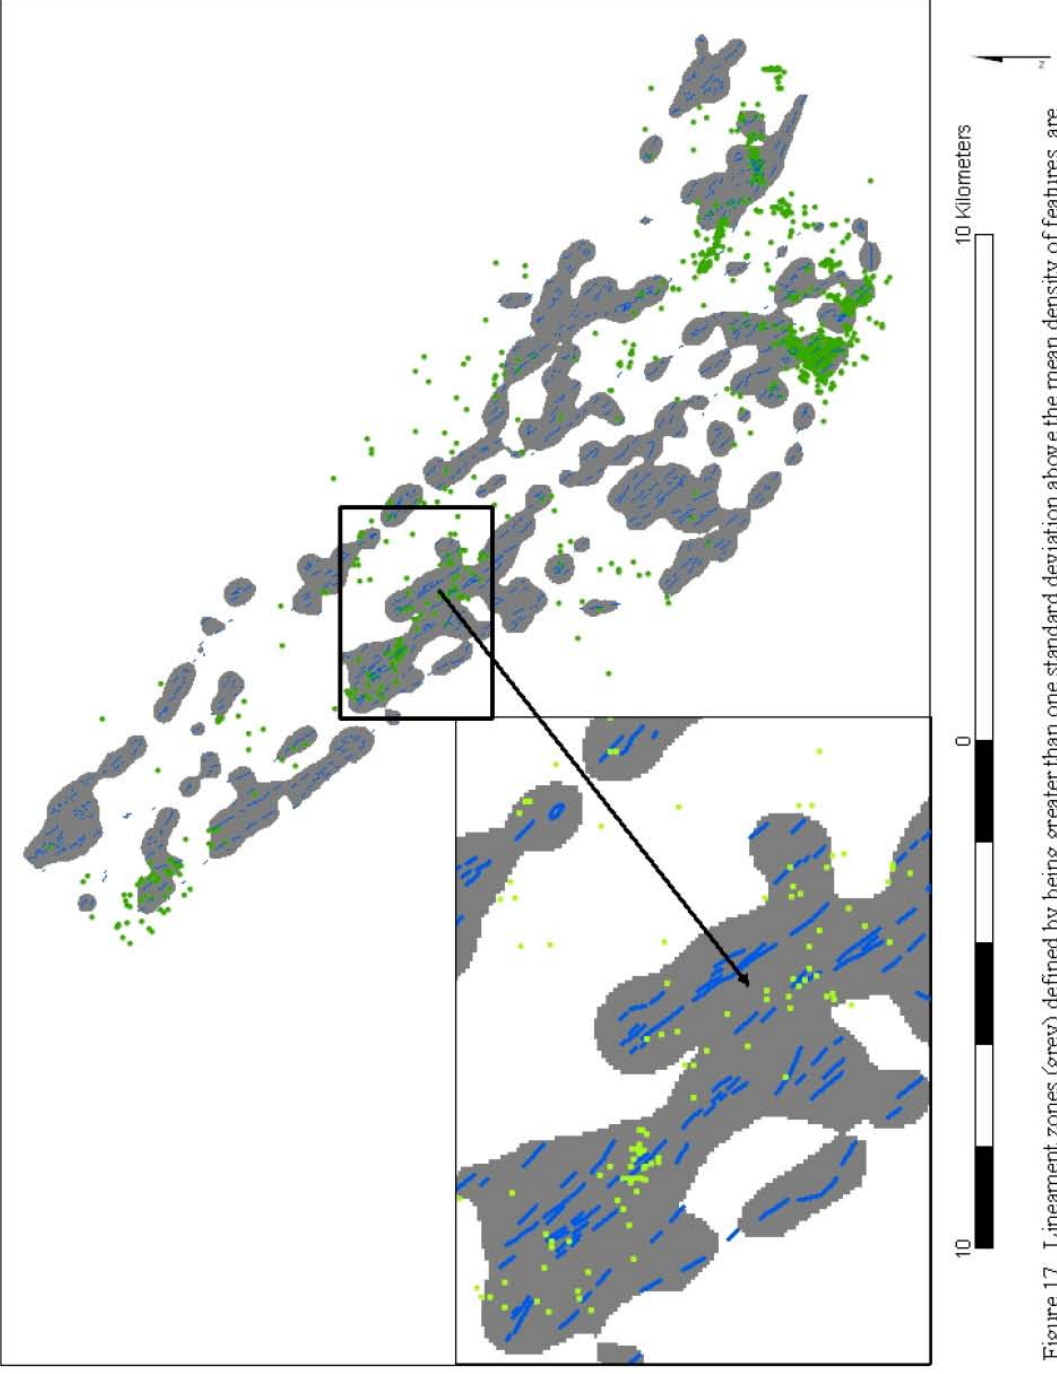 N
10 0 10 Kilometers
Figure 17. Lineament zones (grey) defined by being greater than one standard deviation above the mean density of features, are